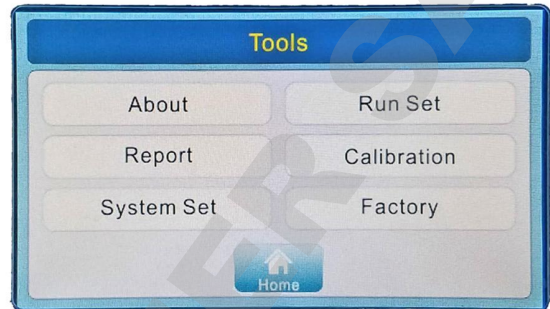 Tools
About
Run Set
Report
Calibration
System Set
Factory
Home